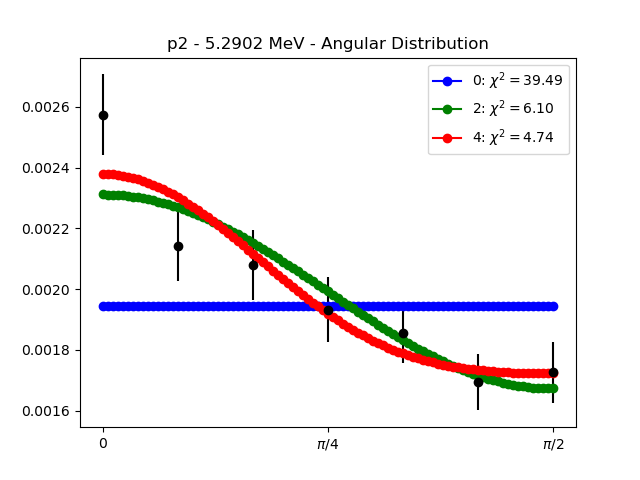 p2 - 5.2902 MeV - Angular Distribution
0: χ² = 39.49
2: χ² = 6.10
4: χ² = 4.74
0.0026
0.0024
0.0022
0.0020
0.0018
0.0016
0 π/4 π/2